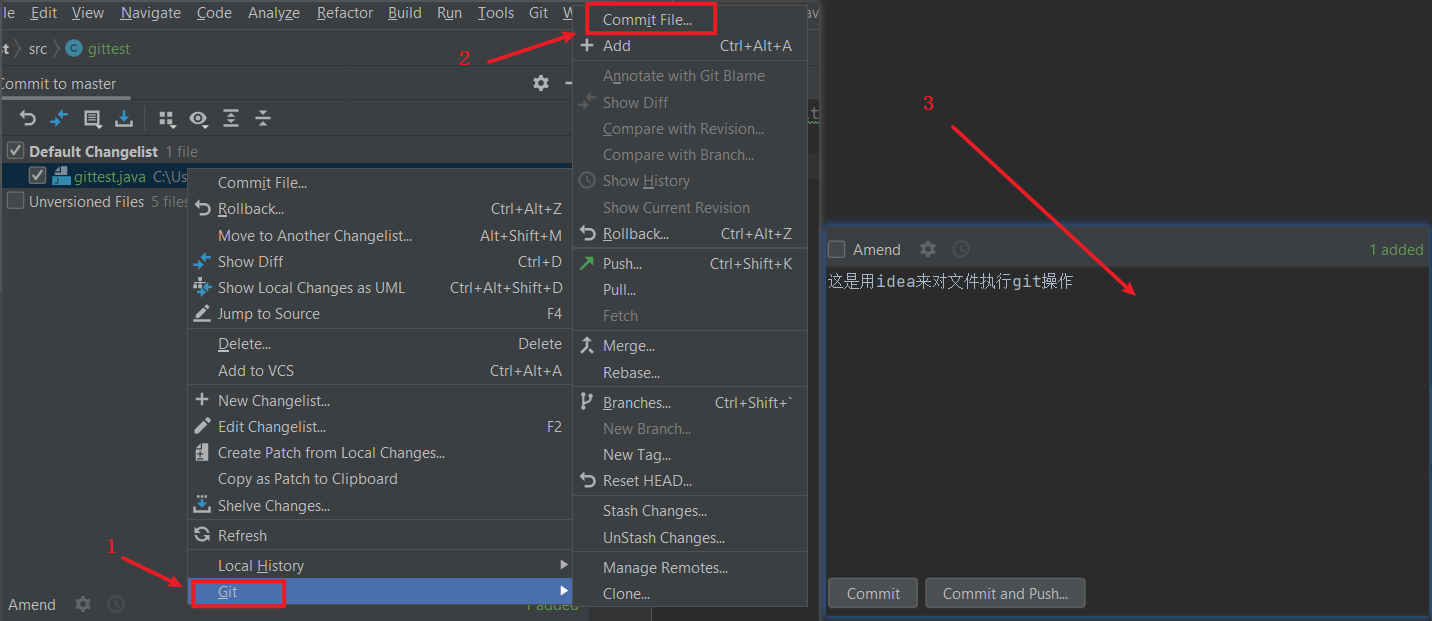 le Edit View Navigate Code Analyze Refactor Build Run Tools Git W
t src gittest
Commit to master
Default Changelist 1 file
gittest.java C:\Us
Unversioned Files 5 files
Commit File...
Rollback... Ctrl+Alt+Z
Move to Another Changelist... Alt+Shift+M
Show Diff Ctrl+D
Show Local Changes as UML Ctrl+Alt+Shift+D
Jump to Source F4
Delete... Delete
Add to VCS Ctrl+Alt+A
New Changelist...
Edit Changelist... F2
Create Patch from Local Changes...
Copy as Patch to Clipboard
Shelve Changes...
Refresh
Local History
1
Git
Amend
1 added
2
Commit File...
Add Ctrl+Alt+A
Annotate with Git Blame
Show Diff
Compare with Revision...
Compare with Branch...
Show History
Show Current Revision
Rollback... Ctrl+Alt+Z
Push... Ctrl+Shift+K
Pull...
Fetch
Merge...
Rebase...
Branches... Ctrl+Shift+`
New Branch...
New Tag...
Reset HEAD...
Stash Changes...
UnStash Changes...
Manage Remotes...
Clone...
av
it
3
Amend 1 added
这是用idea来对文件执行git操作
Commit Commit and Push...